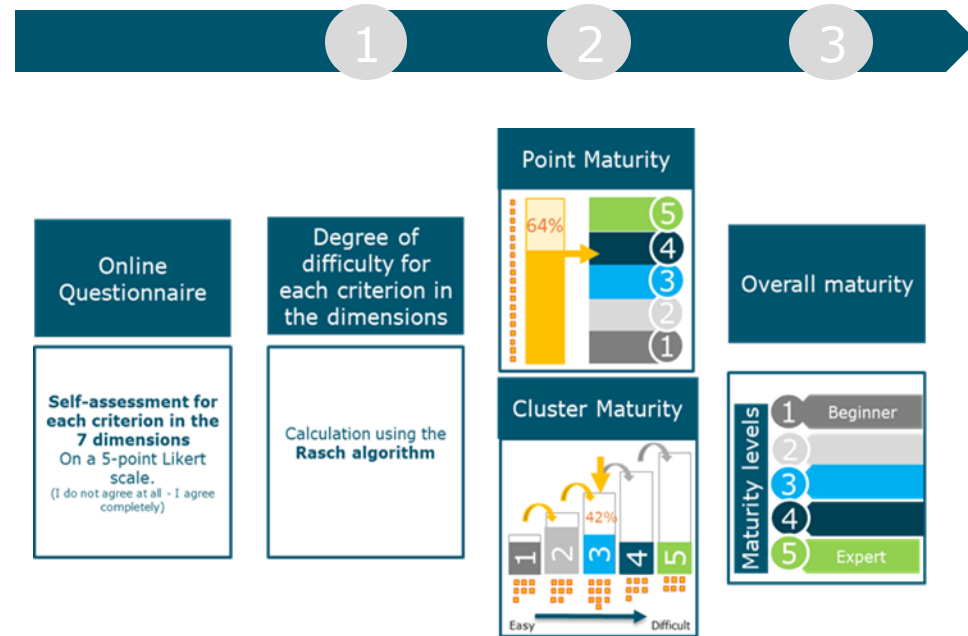 1
2
3
Online
Questionnaire
Self-assessment for
each criterion in the
7 dimensions
On a 5-point Likert
scale.
(I do not agree at all - I agree
completely)
Degree of
difficulty for
each criterion in
the dimensions
Calculation using the
Rasch algorithm
Point Maturity
64%
5
4
3
2
1
Cluster Maturity
42%
1
2
3
4
5
Easy
Difficult
Overall maturity
Maturity levels
1 Beginner
2
3
4
5 Expert